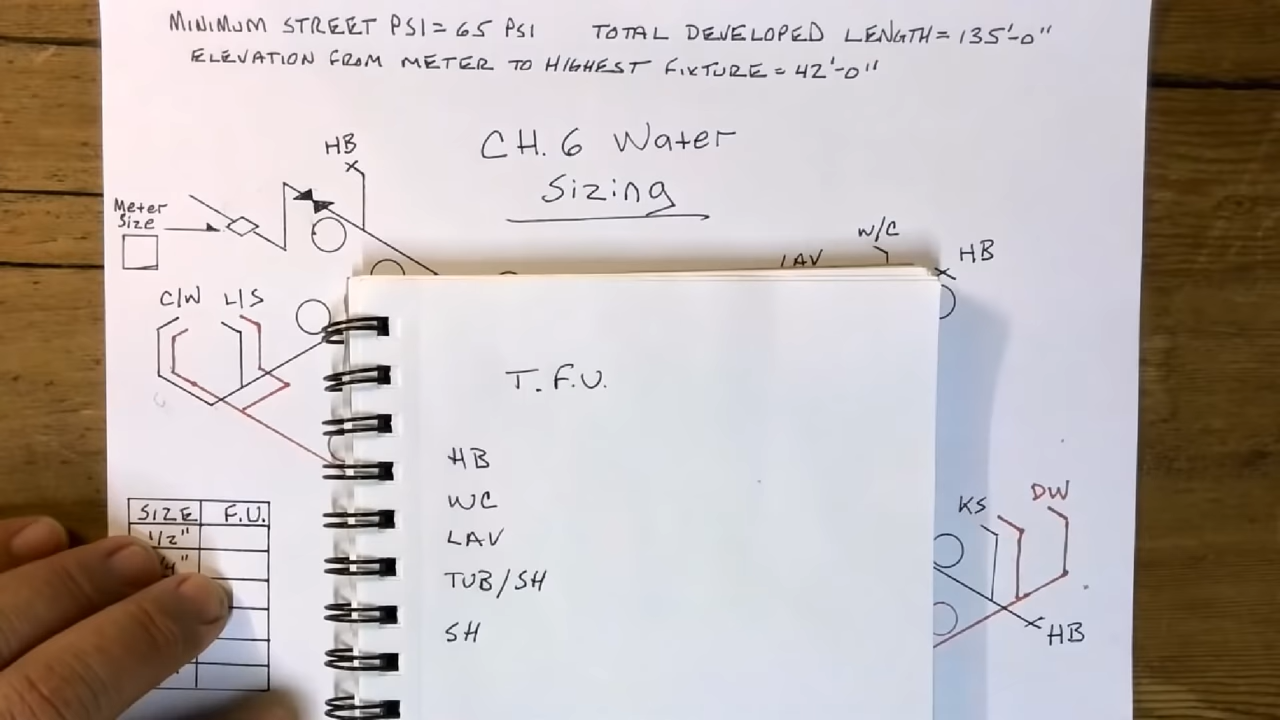 MINIMUM STREET PSI = 65 PSI TOTAL DEVELOPED LENGTH = 135'-0"
ELEVATION FROM METER TO HIGHEST FIXTURE = 42'-0"
CH. 6 Water
Sizing
HB
Meter
Size
W/C
LAV
HB
C/W L/S
T.F.U.
HB
WC
LAV
TUB/SH
SH
SIZE F.U.
1/2"
KS DW
HB